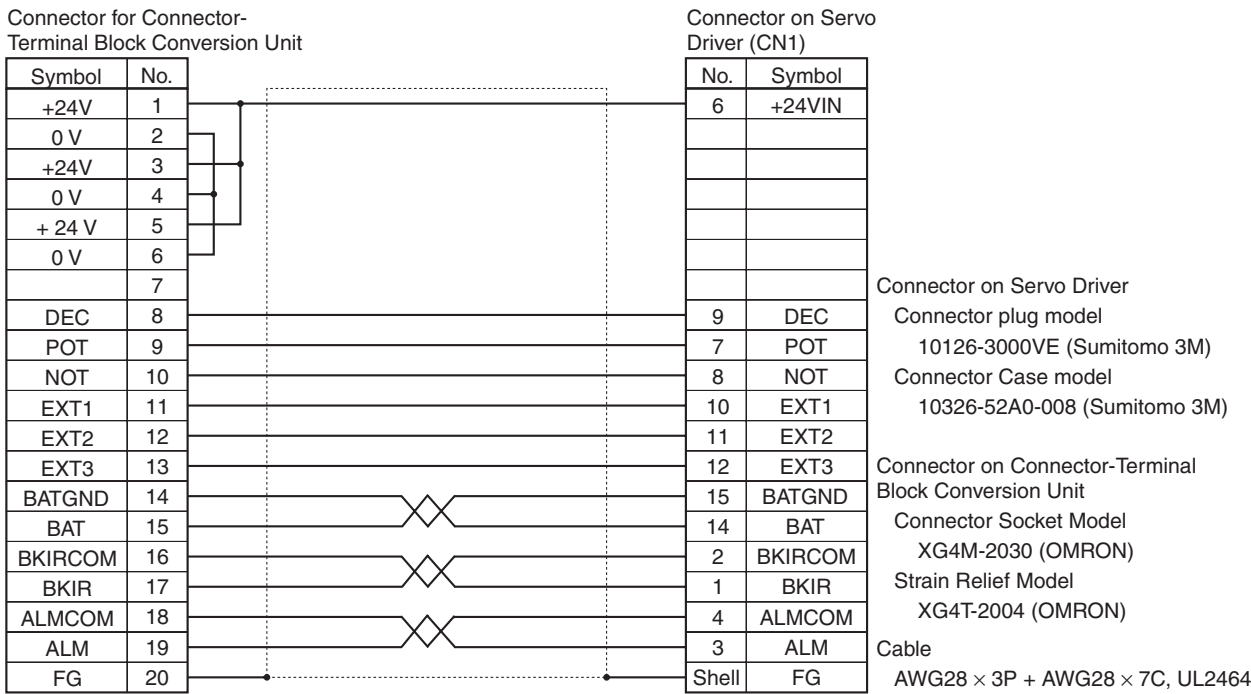 Connector for Connector-
Terminal Block Conversion Unit
Connector on Servo
Driver (CN1)
Symbol No. No. Symbol
+24V 1 6 +24VIN
0 V 2
+24V 3
0 V 4
+ 24 V 5
0 V 6
7
DEC 8 9 DEC
POT 9 7 POT
NOT 10 8 NOT
EXT1 11 10 EXT1
EXT2 12 11 EXT2
EXT3 13 12 EXT3
BATGND 14 15 BATGND
BAT 15 14 BAT
BKIRCOM 16 2 BKIRCOM
BKIR 17 1 BKIR
ALMCOM 18 4 ALMCOM
ALM 19 3 ALM
FG 20 Shell FG
Connector on Servo Driver
Connector plug model
10126-3000VE (Sumitomo 3M)
Connector Case model
10326-52A0-008 (Sumitomo 3M)
Connector on Connector-Terminal
Block Conversion Unit
Connector Socket Model
XG4M-2030 (OMRON)
Strain Relief Model
XG4T-2004 (OMRON)
Cable
AWG28 × 3P + AWG28 × 7C, UL2464